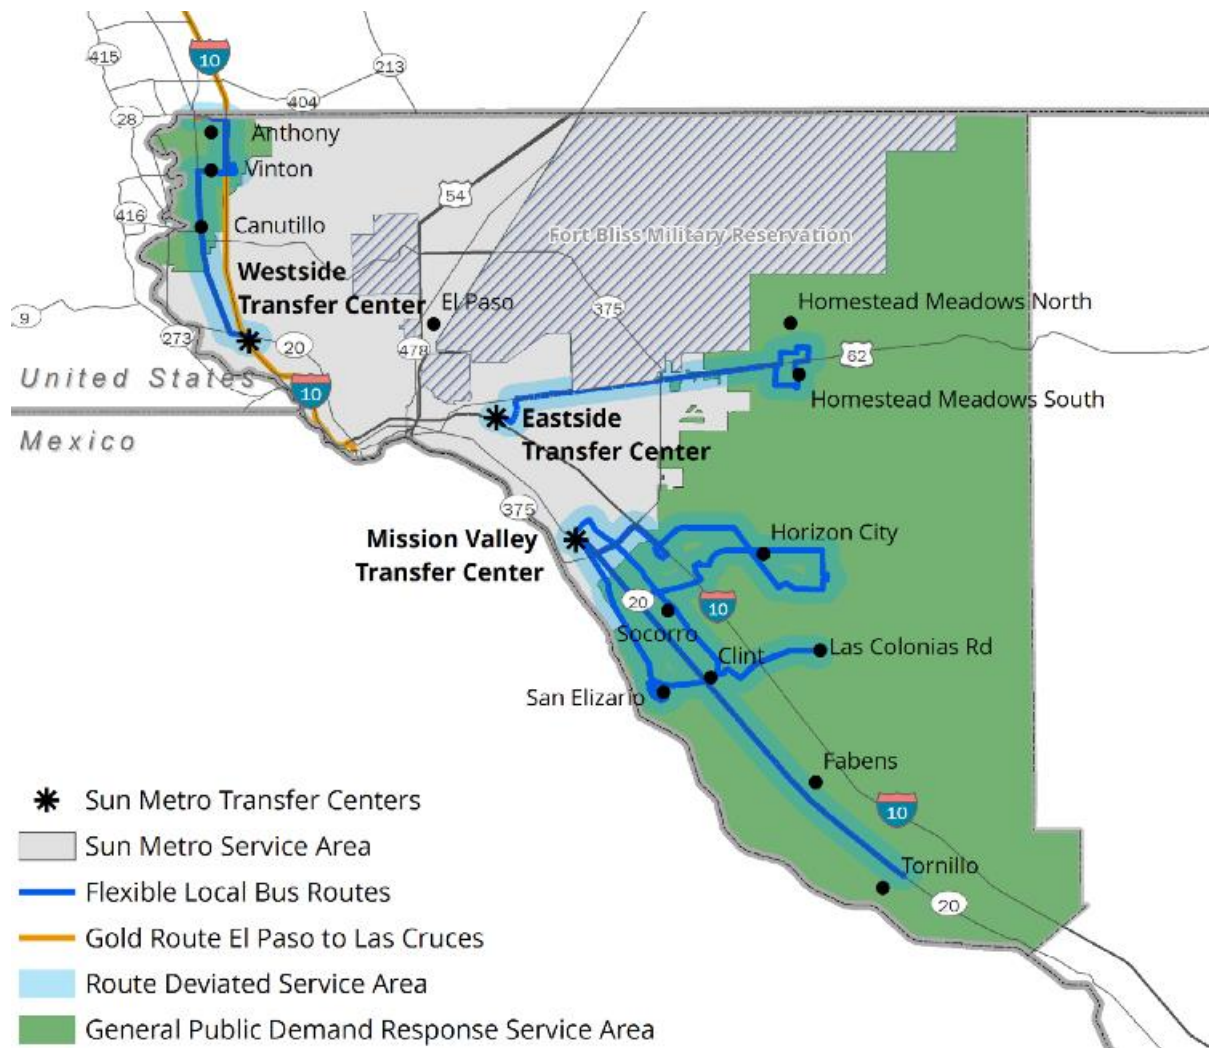 10
415
213
404
28
Anthony
Vinton
54
416
Canutillo
Fort Bliss Military Reservation
Westside
Transfer Center
El Paso
375
Homestead Meadows North
9
273
20
478
62
United States
10
Homestead Meadows South
Mexico
Eastside
Transfer Center
375
Mission Valley
Transfer Center
Horizon City
20
10
Socorro
Clint
Las Colonias Rd
San Elizario
Fabens
10
Tornillo
20
Sun Metro Transfer Centers
Sun Metro Service Area
Flexible Local Bus Routes
Gold Route El Paso to Las Cruces
Route Deviated Service Area
General Public Demand Response Service Area